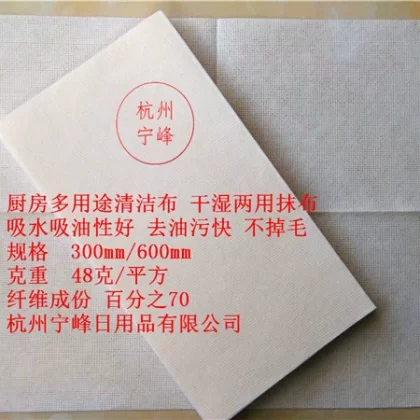 杭州
宁峰
厨房多用途清洁布 干湿两用抹布
吸水吸油性好 去油污快 不掉毛
规格 300mm/600mm
克重 48克/平方
纤维成份 百分之70
杭州宁峰日用品有限公司